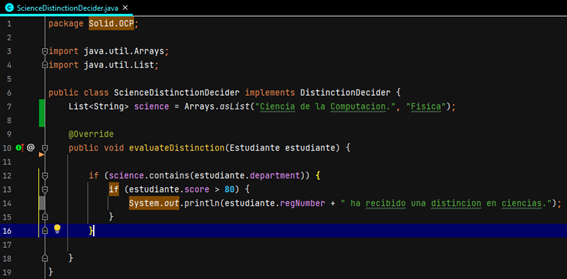 ScienceDistinctionDecider.java
1 package Solid.OCP;
2
3 import java.util.Arrays;
4 import java.util.List;
5
6 public class ScienceDistinctionDecider implements DistinctionDecider {
7 List<String> science = Arrays.asList("Ciencia de la Computacion.", "Fisica");
8
9 @Override
10 public void evaluateDistinction(Estudiante estudiante) {
11
12 if (science.contains(estudiante.department)) {
13 if (estudiante.score > 80) {
14 System.out.println(estudiante.regNumber + " ha recibido una distincion en ciencias.");
15 }
16 }
17
18 }
19 }